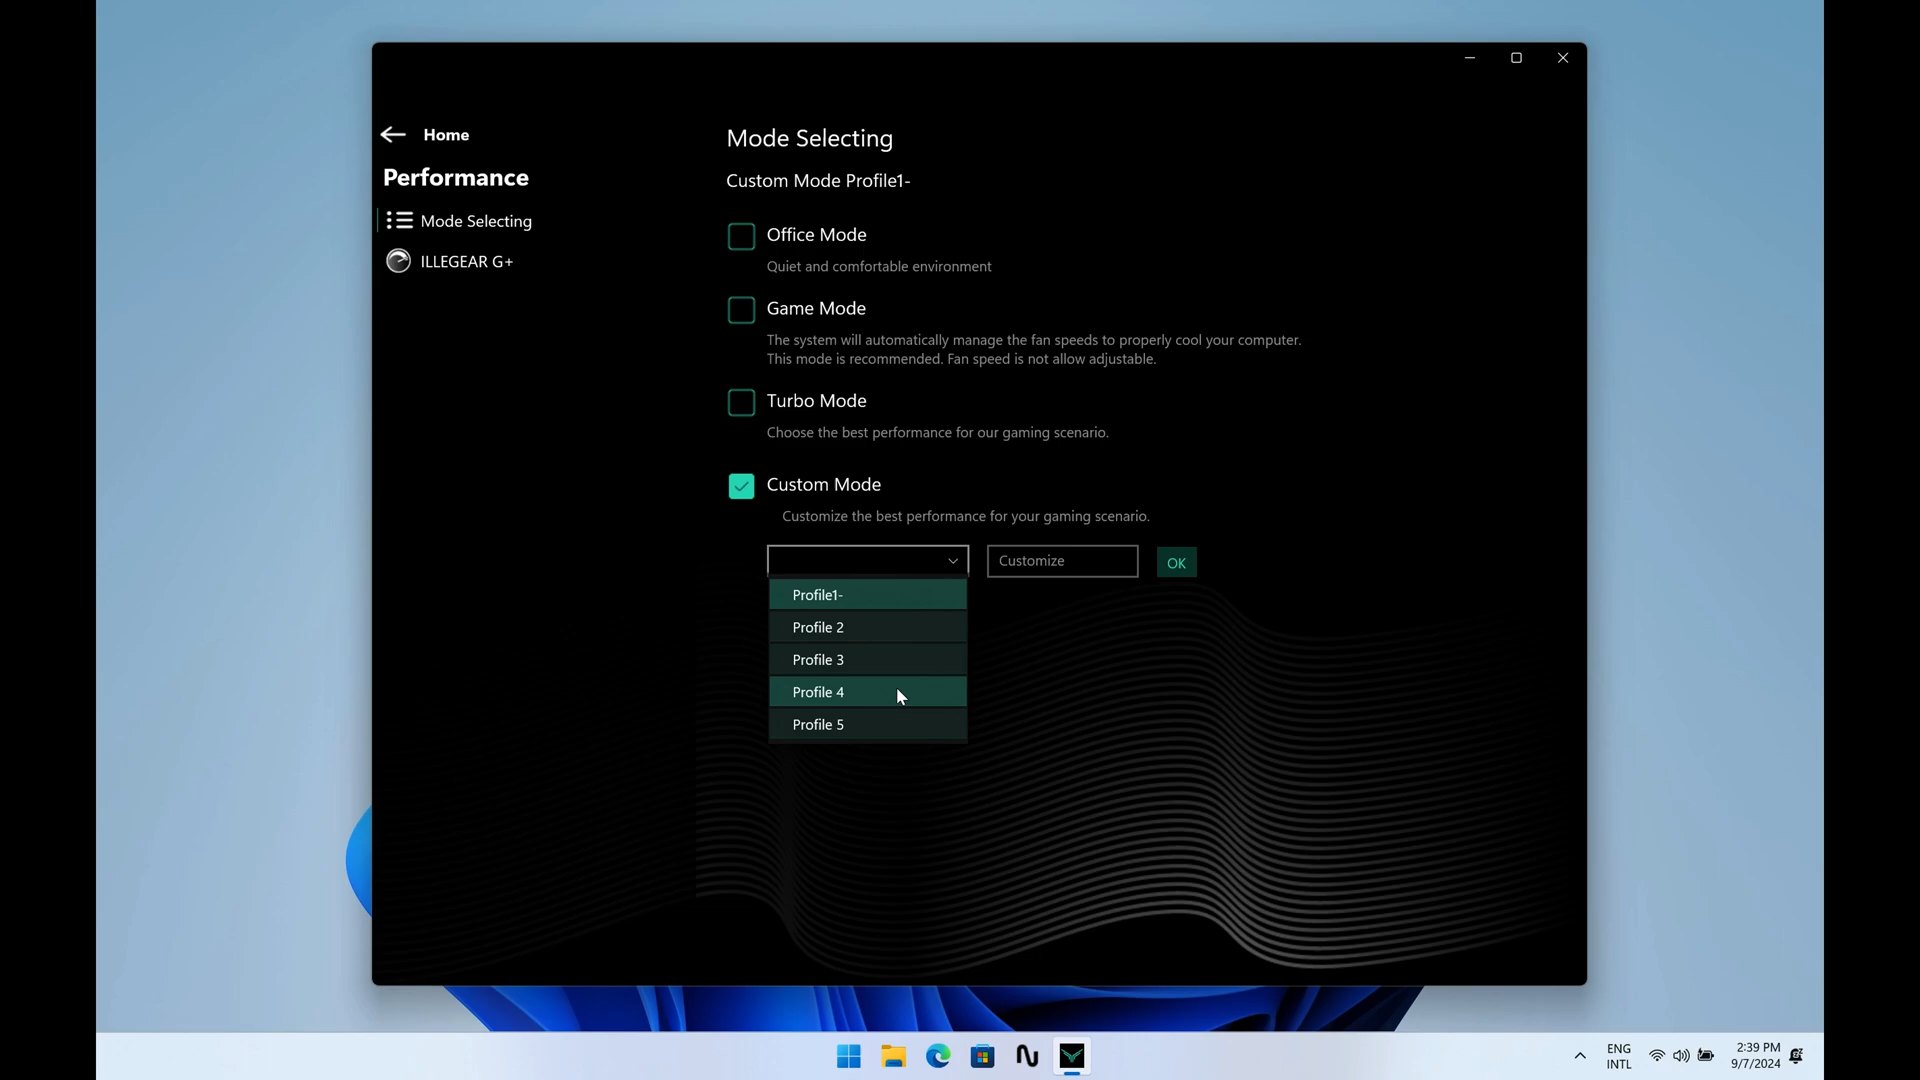 Home
Performance
Mode Selecting
ILLEGEAR G+
Mode Selecting
Custom Mode Profile1-
Office Mode
Quiet and comfortable environment
Game Mode
The system will automatically manage the fan speeds to properly cool your computer.
This mode is recommended. Fan speed is not allow adjustable.
Turbo Mode
Choose the best performance for our gaming scenario.
Custom Mode
Customize the best performance for your gaming scenario.
Customize
OK
Profile1-
Profile 2
Profile 3
Profile 4
Profile 5
ENG
INTL
2:39 PM
9/7/2024